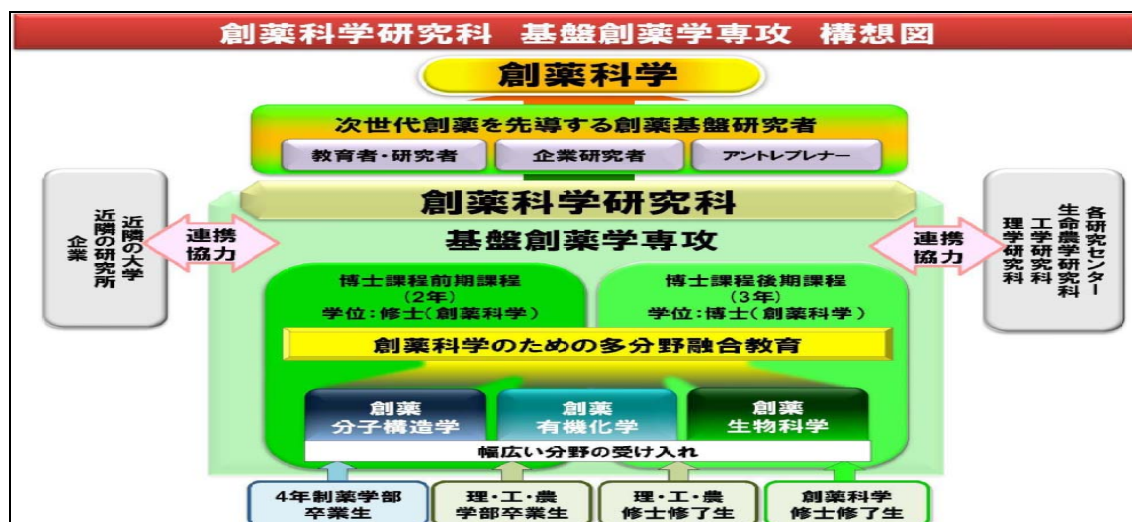 創薬科学研究科 基盤創薬学専攻 構想図
創薬科学
次世代創薬を先導する創薬基盤研究者
教育者・研究者
企業研究者
アントレプレナー
創薬科学研究科
基盤創薬学専攻
近隣の大学
近隣の研究所
企業
連携
協力
連携
協力
各研究センター
生命農学研究科
工学研究科
理学研究科
博士課程前期課程
(2年)
学位:修士(創薬科学)
博士課程後期課程
(3年)
学位:博士(創薬科学)
創薬科学のための多分野融合教育
創薬
分子構造学
創薬
有機化学
創薬
生物科学
幅広い分野の受け入れ
4年制薬学部
卒業生
理・工・農
学部卒業生
理・工・農
修士修了生
創薬科学
修士修了生